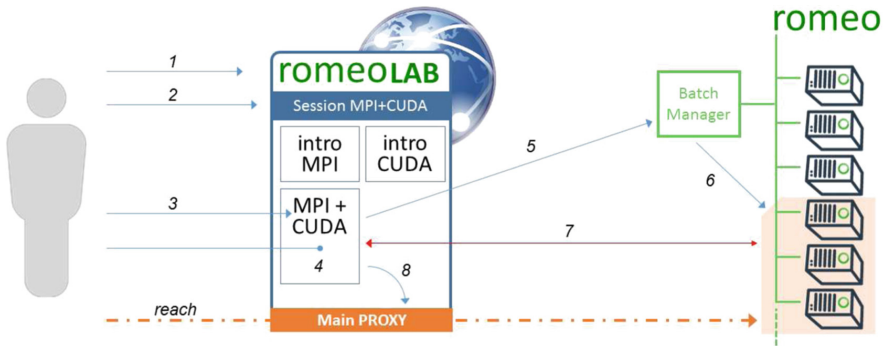 romeo
1
romeoLAB
2
Session MPI+CUDA
Batch
Manager
intro
MPI
intro
CUDA
5
6
3
MPI +
CUDA
7
4
8
reach
Main PROXY